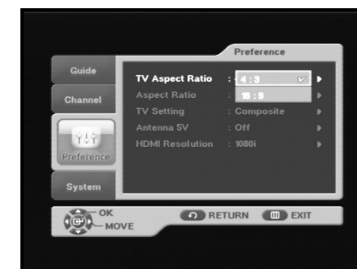 Preference
Guide
Channel
Preference
System
TV Aspect Ratio : 4:3
Aspect Ratio : 16:9
TV Setting : Composite
Antenna 5V : Off
HDMI Resolution : 1080i
OK
MOVE
RETURN
EXIT